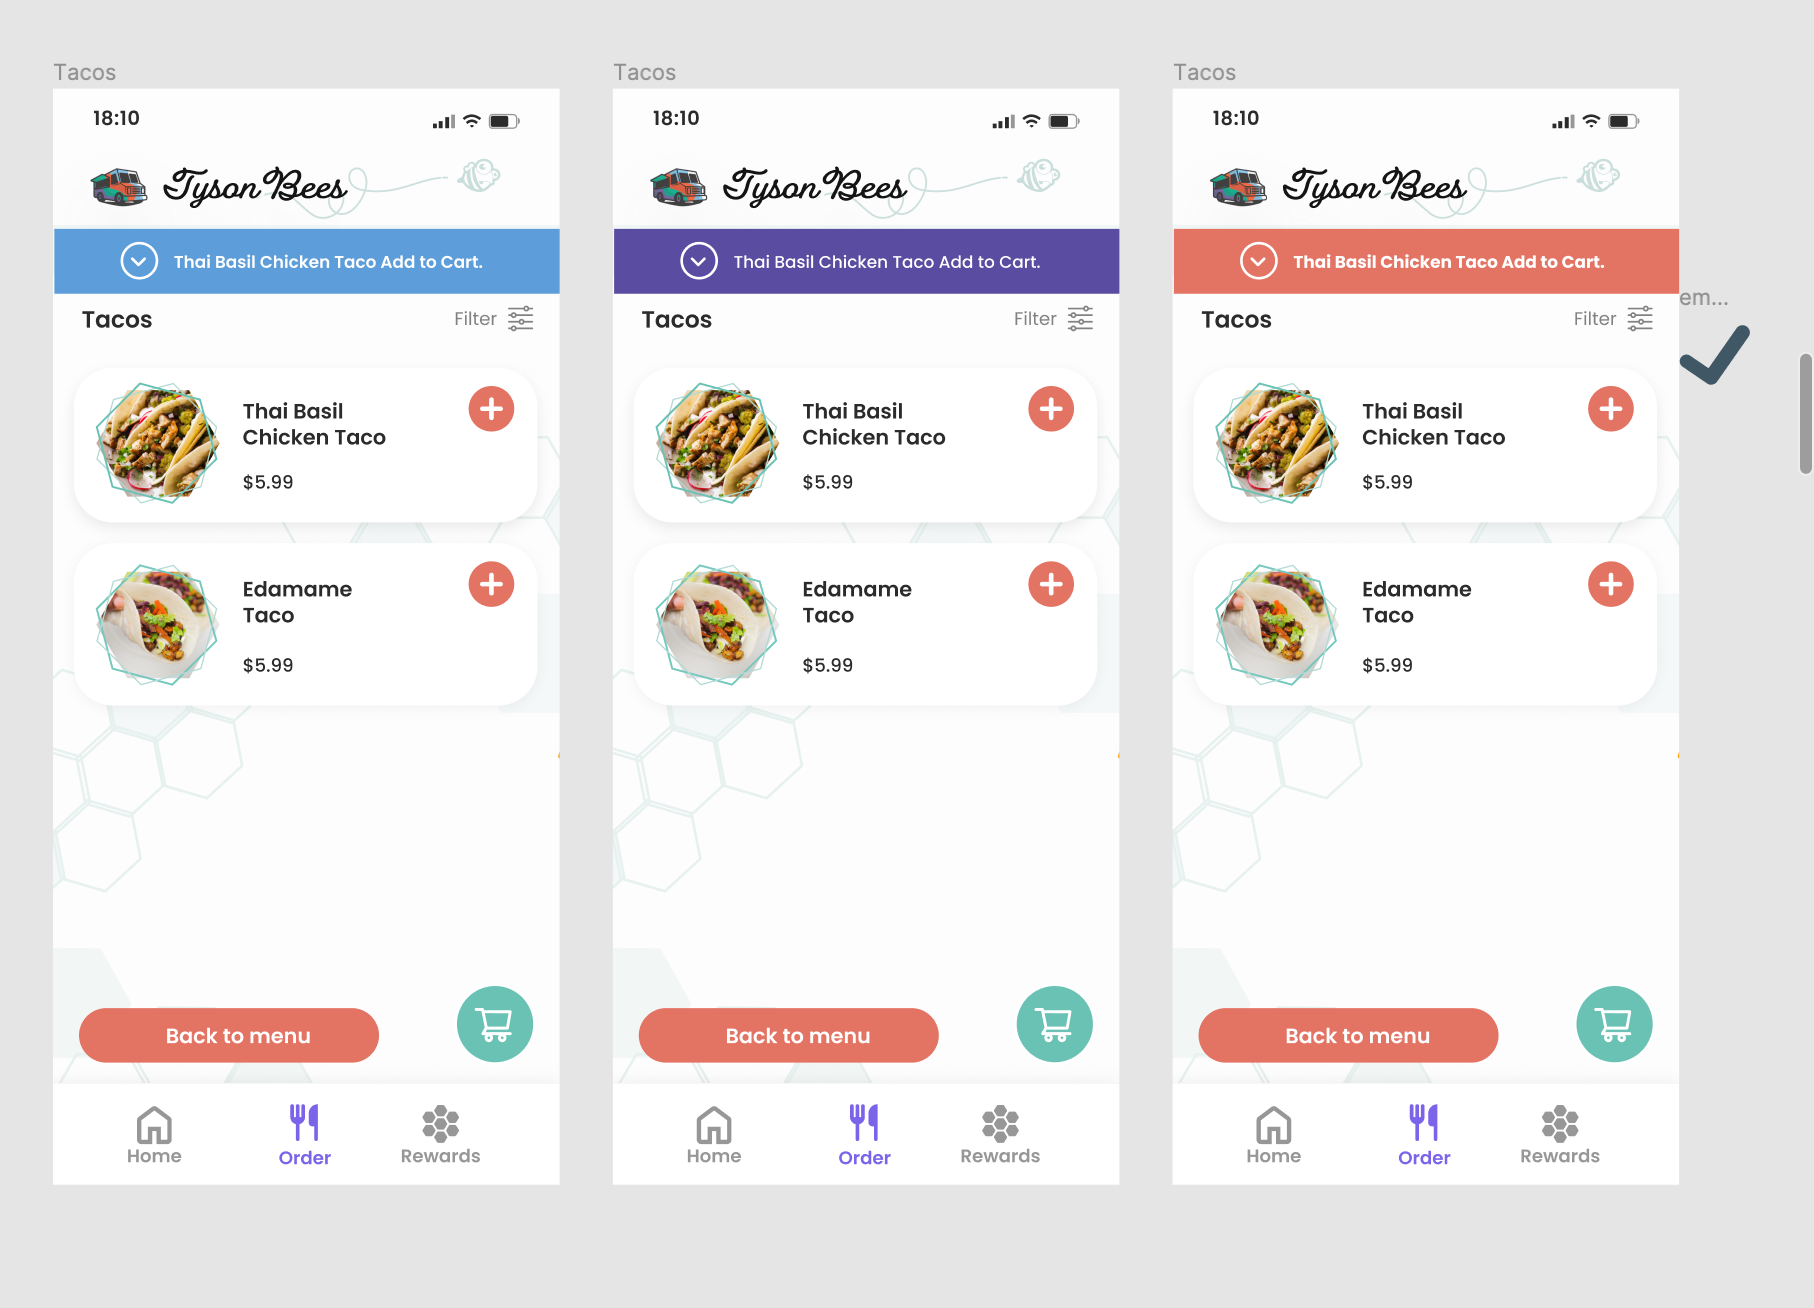 Tacos
18:10
Tyson Bees
Thai Basil Chicken Taco Add to Cart.
Tacos
Filter
Thai Basil
Chicken Taco
$5.99
Edamame
Taco
$5.99
Back to menu
Home
Order
Rewards
Tacos
18:10
Tyson Bees
Thai Basil Chicken Taco Add to Cart.
Tacos
Filter
Thai Basil
Chicken Taco
$5.99
Edamame
Taco
$5.99
Back to menu
Home
Order
Rewards
Tacos
18:10
Tyson Bees
Thai Basil Chicken Taco Add to Cart.
Tacos
Filter
Thai Basil
Chicken Taco
$5.99
Edamame
Taco
$5.99
Back to menu
Home
Order
Rewards
em...